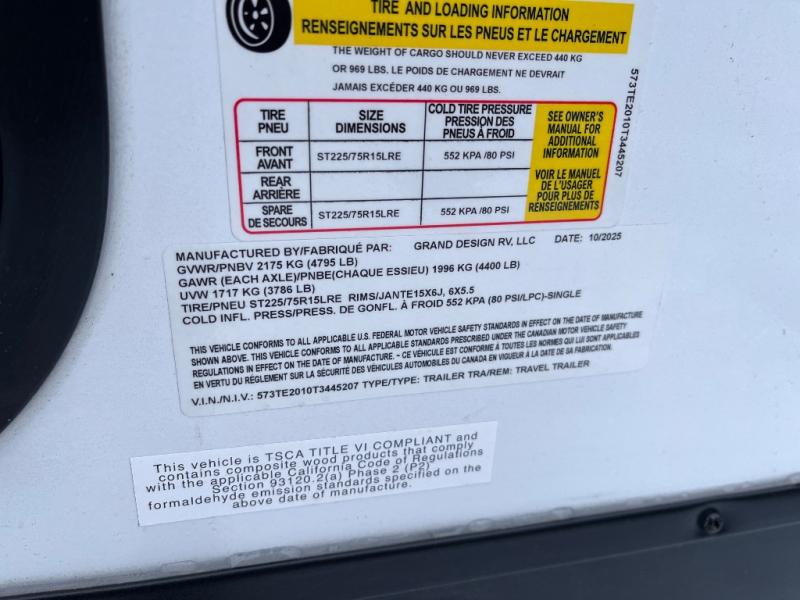 TIRE AND LOADING INFORMATION
RENSEIGNEMENTS SUR LES PNEUS ET LE CHARGEMENT
THE WEIGHT OF CARGO SHOULD NEVER EXCEED 440 KG
OR 969 LBS. LE POIDS DE CHARGEMENT NE DEVRAIT
JAMAIS EXCÉDER 440 KG OU 969 LBS.
TIRE
PNEU
SIZE
DIMENSIONS
COLD TIRE PRESSURE
PRESSION DES
PNEUS À FROID
FRONT
AVANT
ST225/75R15LRE
552 KPA /80 PSI
REAR
ARRIÈRE
SPARE
DE SECOURS
ST225/75R15LRE
552 KPA /80 PSI
SEE OWNER'S
MANUAL FOR
ADDITIONAL
INFORMATION
VOIR LE MANUEL
DE L'USAGER
POUR PLUS DE
RENSEIGNEMENTS
573TE2010T3445207
MANUFACTURED BY/FABRIQUÉ PAR: GRAND DESIGN RV, LLC DATE: 10/2025
GVWR/PNBV 2175 KG (4795 LB)
GAWR (EACH AXLE)/PNBE(CHAQUE ESSIEU) 1996 KG (4400 LB)
UVW 1717 KG (3786 LB)
TIRE/PNEU ST225/75R15LRE RIMS/JANTE15X6J, 6X5.5
COLD INFL. PRESS/PRESS. DE GONFL. À FROID 552 KPA (80 PSI/LPC)-SINGLE
THIS VEHICLE CONFORMS TO ALL APPLICABLE U.S. FEDERAL MOTOR VEHICLE SAFETY STANDARDS IN EFFECT ON THE DATE OF MANUFACTURE
SHOWN ABOVE. THIS VEHICLE CONFORMS TO ALL APPLICABLE STANDARDS PRESCRIBED UNDER THE CANADIAN MOTOR VEHICLE SAFETY
REGULATIONS IN EFFECT ON THE DATE OF MANUFACTURE. - CE VÉHICULE EST CONFORME À TOUTES LES NORMES QUI LUI SONT APPLICABLES
EN VERTU DU RÉGLEMENT SUR LA SÉCURITÉ DES VÉHICULES AUTOMOBILES DU CANADA EN VIGUEUR À LA DATE DE SA FABRICATION.
V.I.N./N.I.V.: 573TE2010T3445207 TYPE/TYPE: TRAILER TRA/REM: TRAVEL TRAILER
This vehicle is TSCA TITLE VI COMPLIANT and
contains composite wood products that comply
with the applicable California Code of Regulations
Section 93120.2(a) Phase 2 (P2)
formaldehyde emission standards specified on the
above date of manufacture.